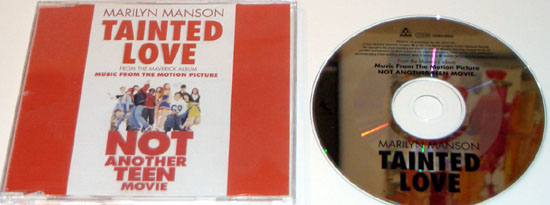 MARILYN MANSON
TAINTED
LOVE
FROM THE MAVERICK ALBUM
MUSIC FROM THE MOTION PICTURE
NOT
ANOTHER
TEEN
MOVIE
From the Maverick album
Music From The Motion Picture
NOT ANOTHER TEEN MOVIE.
MARILYN MANSON
TAINTED
LOVE